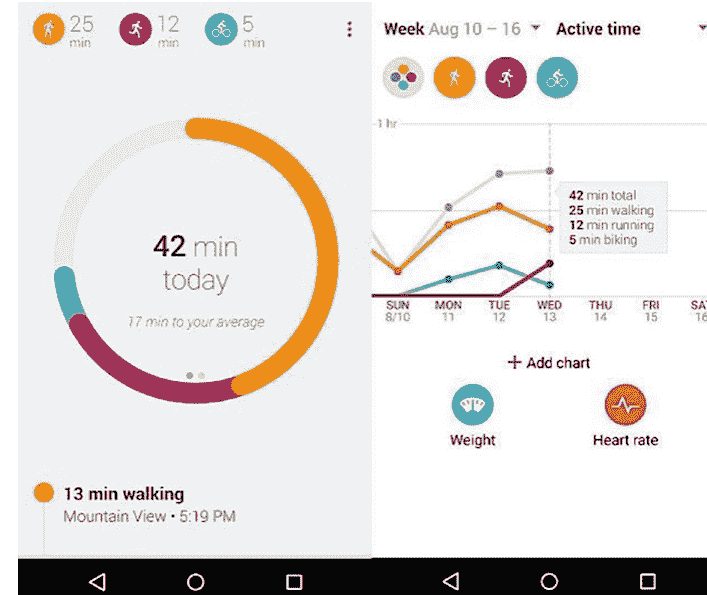 25 min
12 min
5 min
42 min
today
17 min to your average
13 min walking
Mountain View • 5:19 PM
Week Aug 10 – 16
Active time
1 hr
42 min total
25 min walking
12 min running
5 min biking
SUN MON TUE WED THU FRI SAT
8/10 11 12 13 14 15 16
+ Add chart
Weight
Heart rate